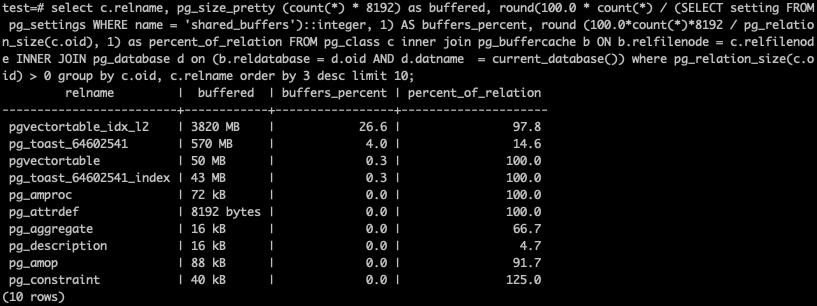 test=# select c.relname, pg_size_pretty (count(*) * 8192) as buffered, round(100.0 * count(*) / (SELECT setting FROM
 pg_settings WHERE name = 'shared_buffers')::integer, 1) AS buffers_percent, round (100.0*count(*)*8192 / pg_relatio
n_size(c.oid), 1) as percent_of_relation FROM pg_class c inner join pg_buffercache b ON b.relfilenode = c.relfilenod
e INNER JOIN pg_database d on (b.reldatabase = d.oid AND d.datname  = current_database()) where pg_relation_size(c.o
id) > 0 group by c.oid, c.relname order by 3 desc limit 10;
        relname         |  buffered  | buffers_percent | percent_of_relation
------------------------+------------+-----------------+---------------------
 pgvectortable_idx_l2   | 3820 MB    |            26.6 |                97.8
 pg_toast_64602541      | 570 MB     |             4.0 |                14.6
 pgvectortable          | 50 MB      |             0.3 |               100.0
 pg_toast_64602541_index | 43 MB      |             0.3 |               100.0
 pg_amproc              | 72 kB      |             0.0 |               100.0
 pg_attrdef             | 8192 bytes |             0.0 |               100.0
 pg_aggregate           | 16 kB      |             0.0 |                66.7
 pg_description         | 16 kB      |             0.0 |                 4.7
 pg_amop                | 88 kB      |             0.0 |                91.7
 pg_constraint          | 40 kB      |             0.0 |               125.0
(10 rows)